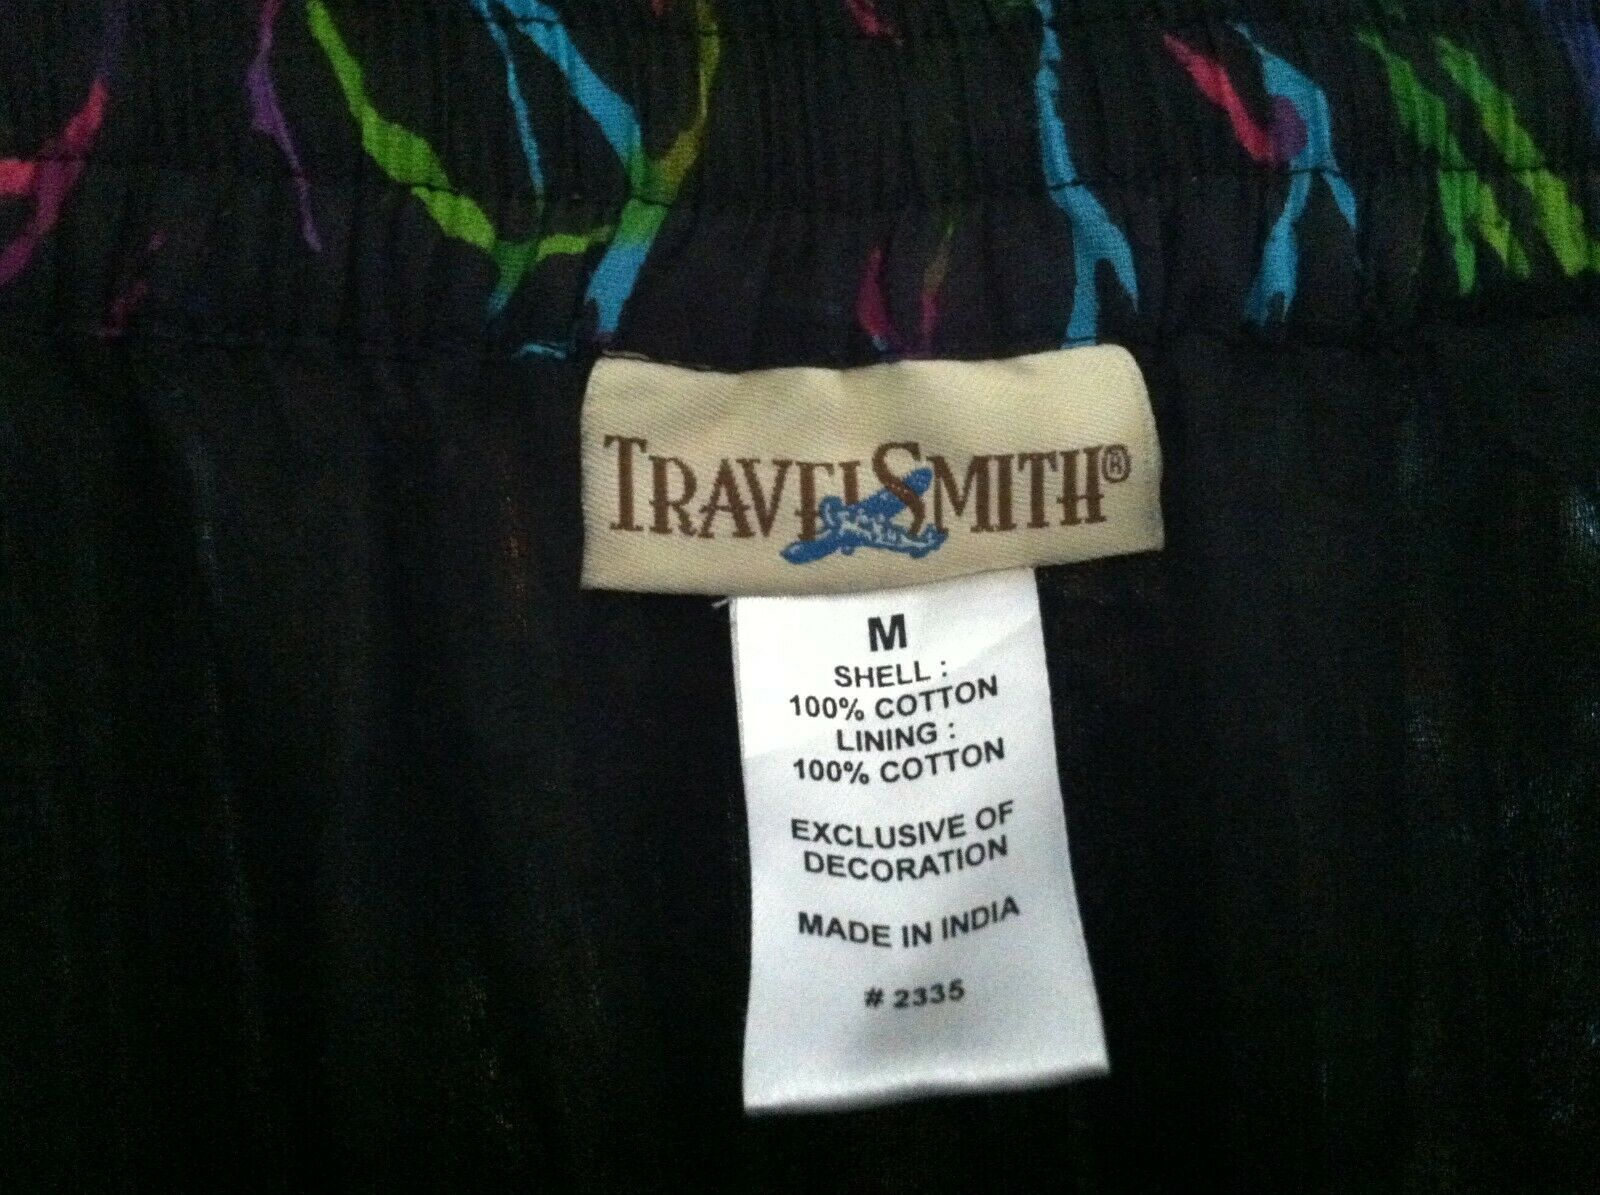 TRAVELSMITH®
M
SHELL :
100% COTTON
LINING :
100% COTTON
EXCLUSIVE OF
DECORATION
MADE IN INDIA
# 2335